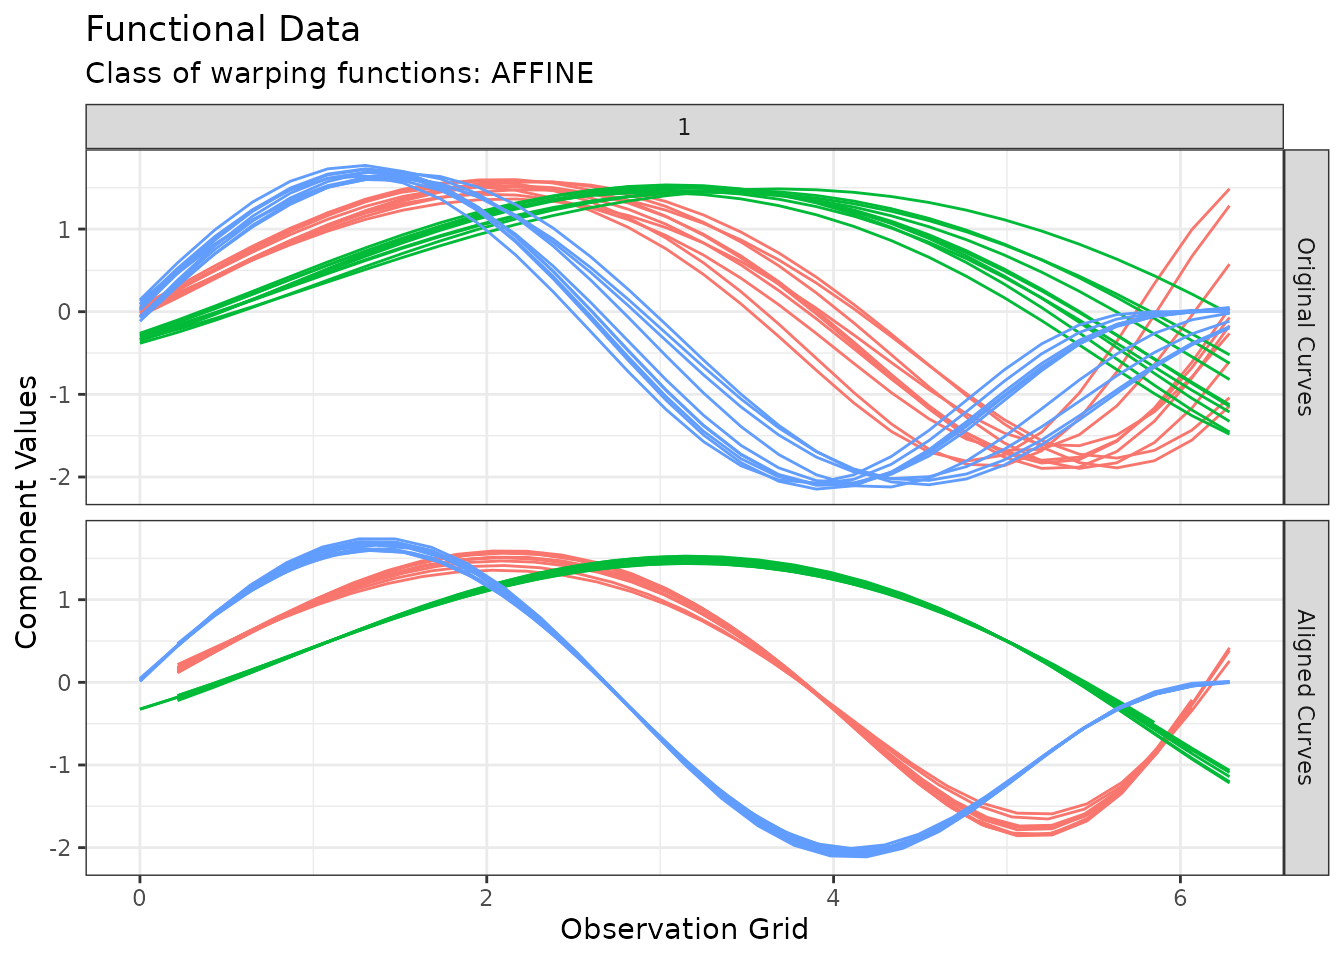 Functional Data
Class of warping functions: AFFINE
1
1
0
-1
-2
Original Curves
1
0
-1
-2
Aligned Curves
Component Values
0 2 4 6
Observation Grid